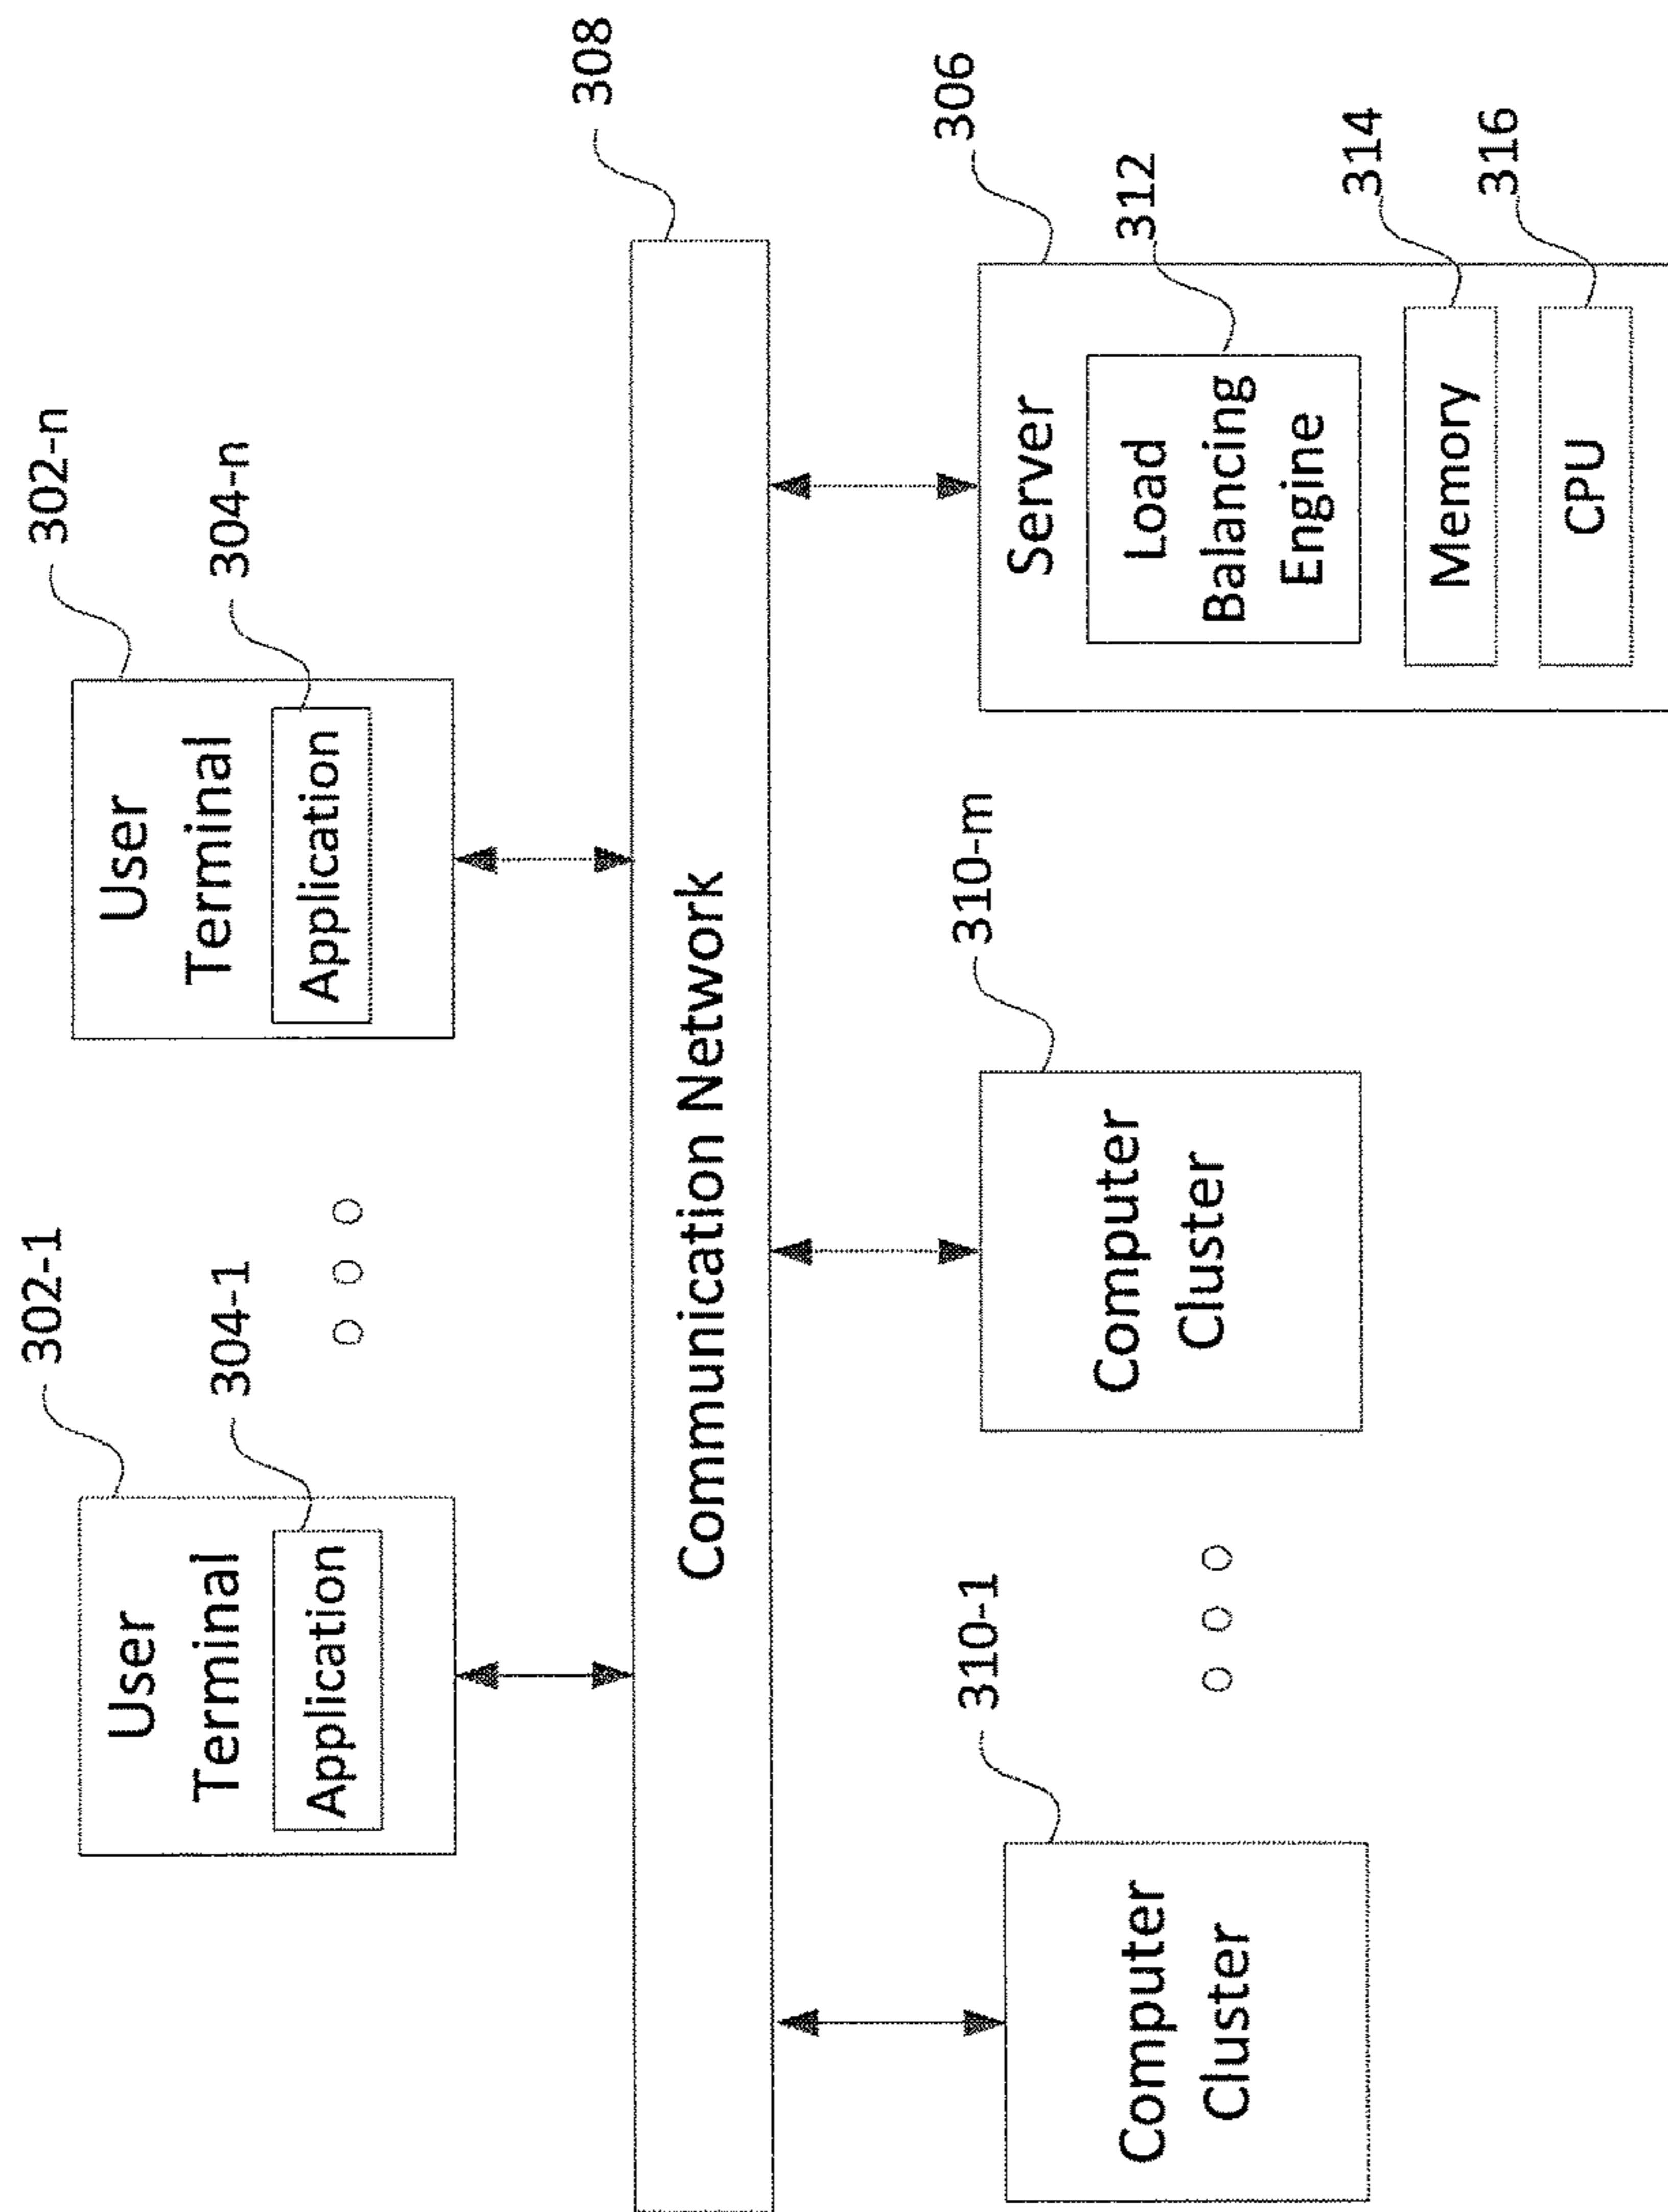 302-1
User
Terminal
304-1
Application
302-n
User
Terminal
304-n
Application
308
Communication Network
310-1
Computer
Cluster
310-m
Computer
Cluster
306
Server
312
Load
Balancing
Engine
314
Memory
316
CPU